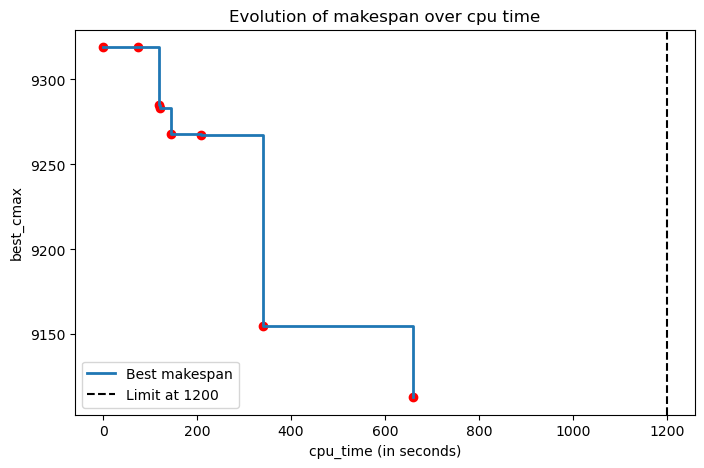 Evolution of makespan over cpu time
best_cmax
9300
9250
9200
9150
Best makespan
Limit at 1200
0 200 400 600 800 1000 1200
cpu_time (in seconds)